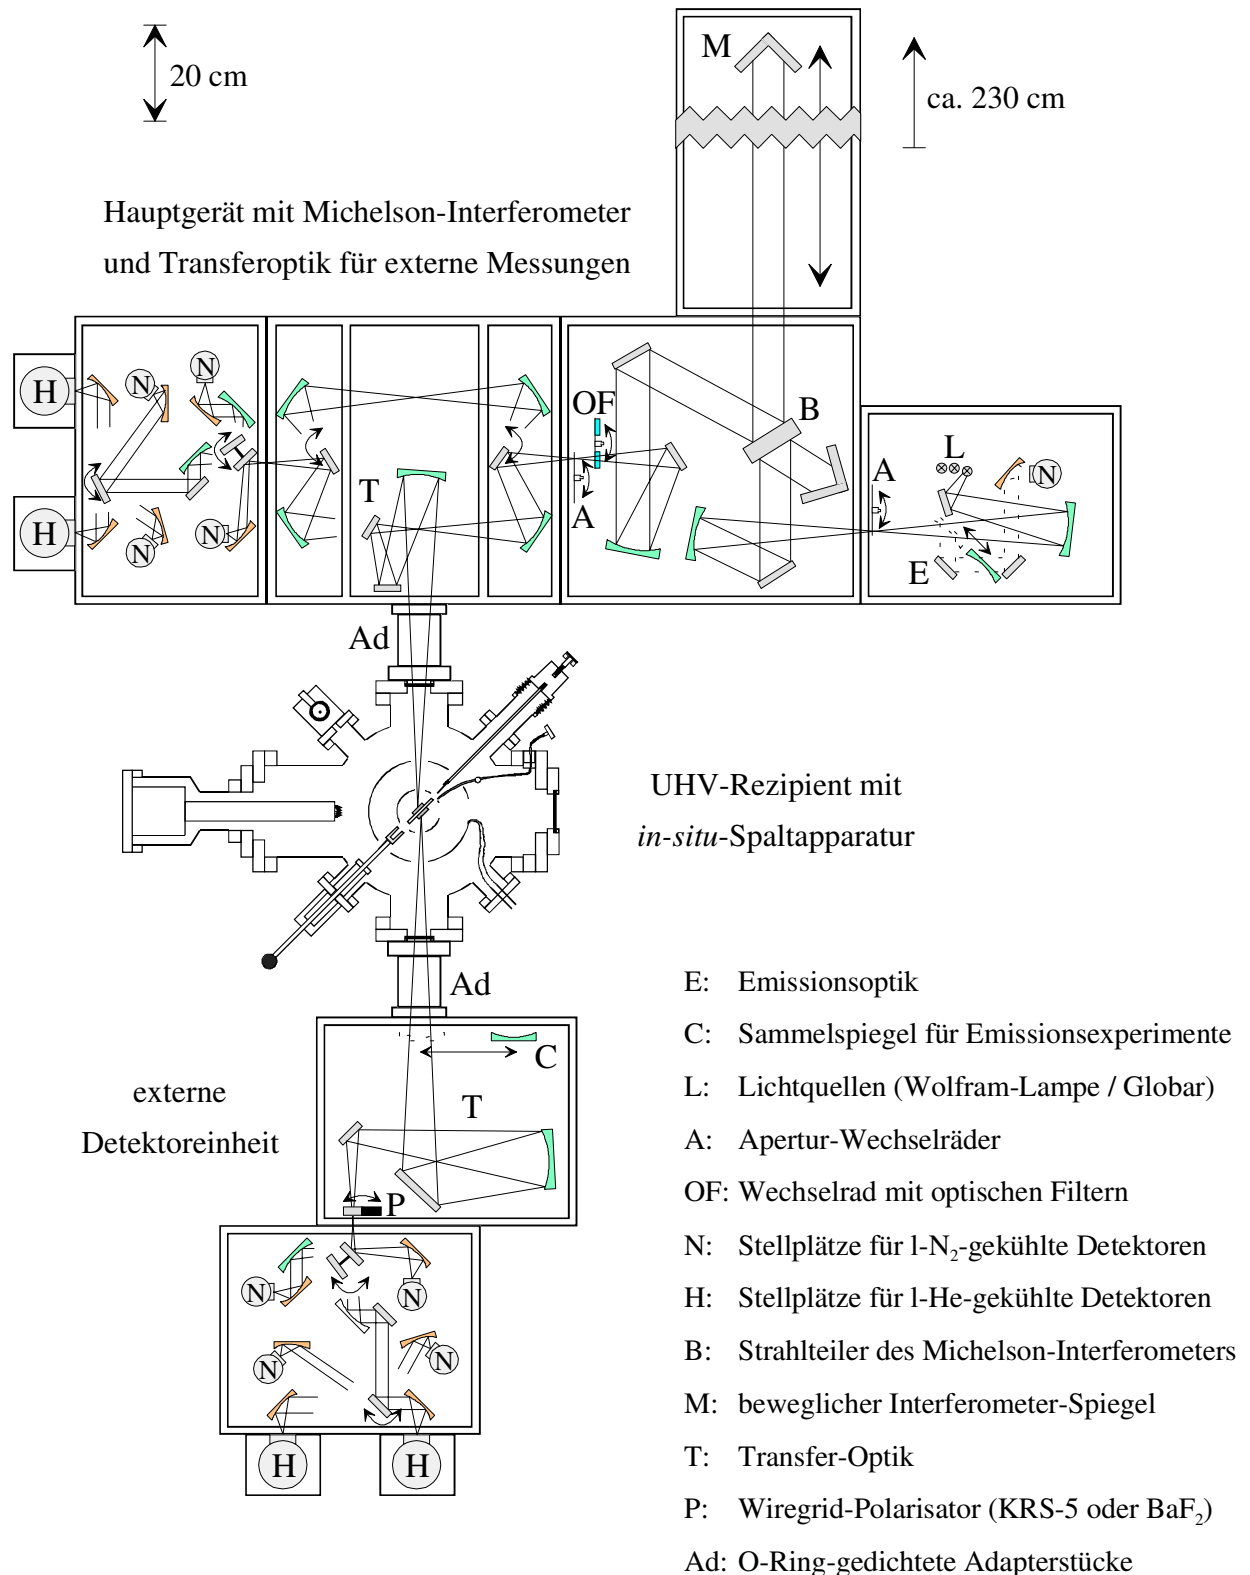 M
20 cm
ca. 230 cm
Hauptgerät mit Michelson-Interferometer
und Transferoptik für externe Messungen
H
N
N
OF
B
A
L
N
T
A
H
N
N
E
Ad
UHV-Rezipient mit
in-situ-Spaltapparatur
Ad
C
externe
Detektoreinheit
T
P
N
N
N
N
H
H
E: Emissionsoptik
C: Sammelspiegel für Emissionsexperimente
L: Lichtquellen (Wolfram-Lampe / Globar)
A: Apertur-Wechselräder
OF: Wechselrad mit optischen Filtern
N: Stellplätze für l-N₂-gekühlte Detektoren
H: Stellplätze für l-He-gekühlte Detektoren
B: Strahlteiler des Michelson-Interferometers
M: beweglicher Interferometer-Spiegel
T: Transfer-Optik
P: Wiregrid-Polarisator (KRS-5 oder BaF₂)
Ad: O-Ring-gedichtete Adapterstücke